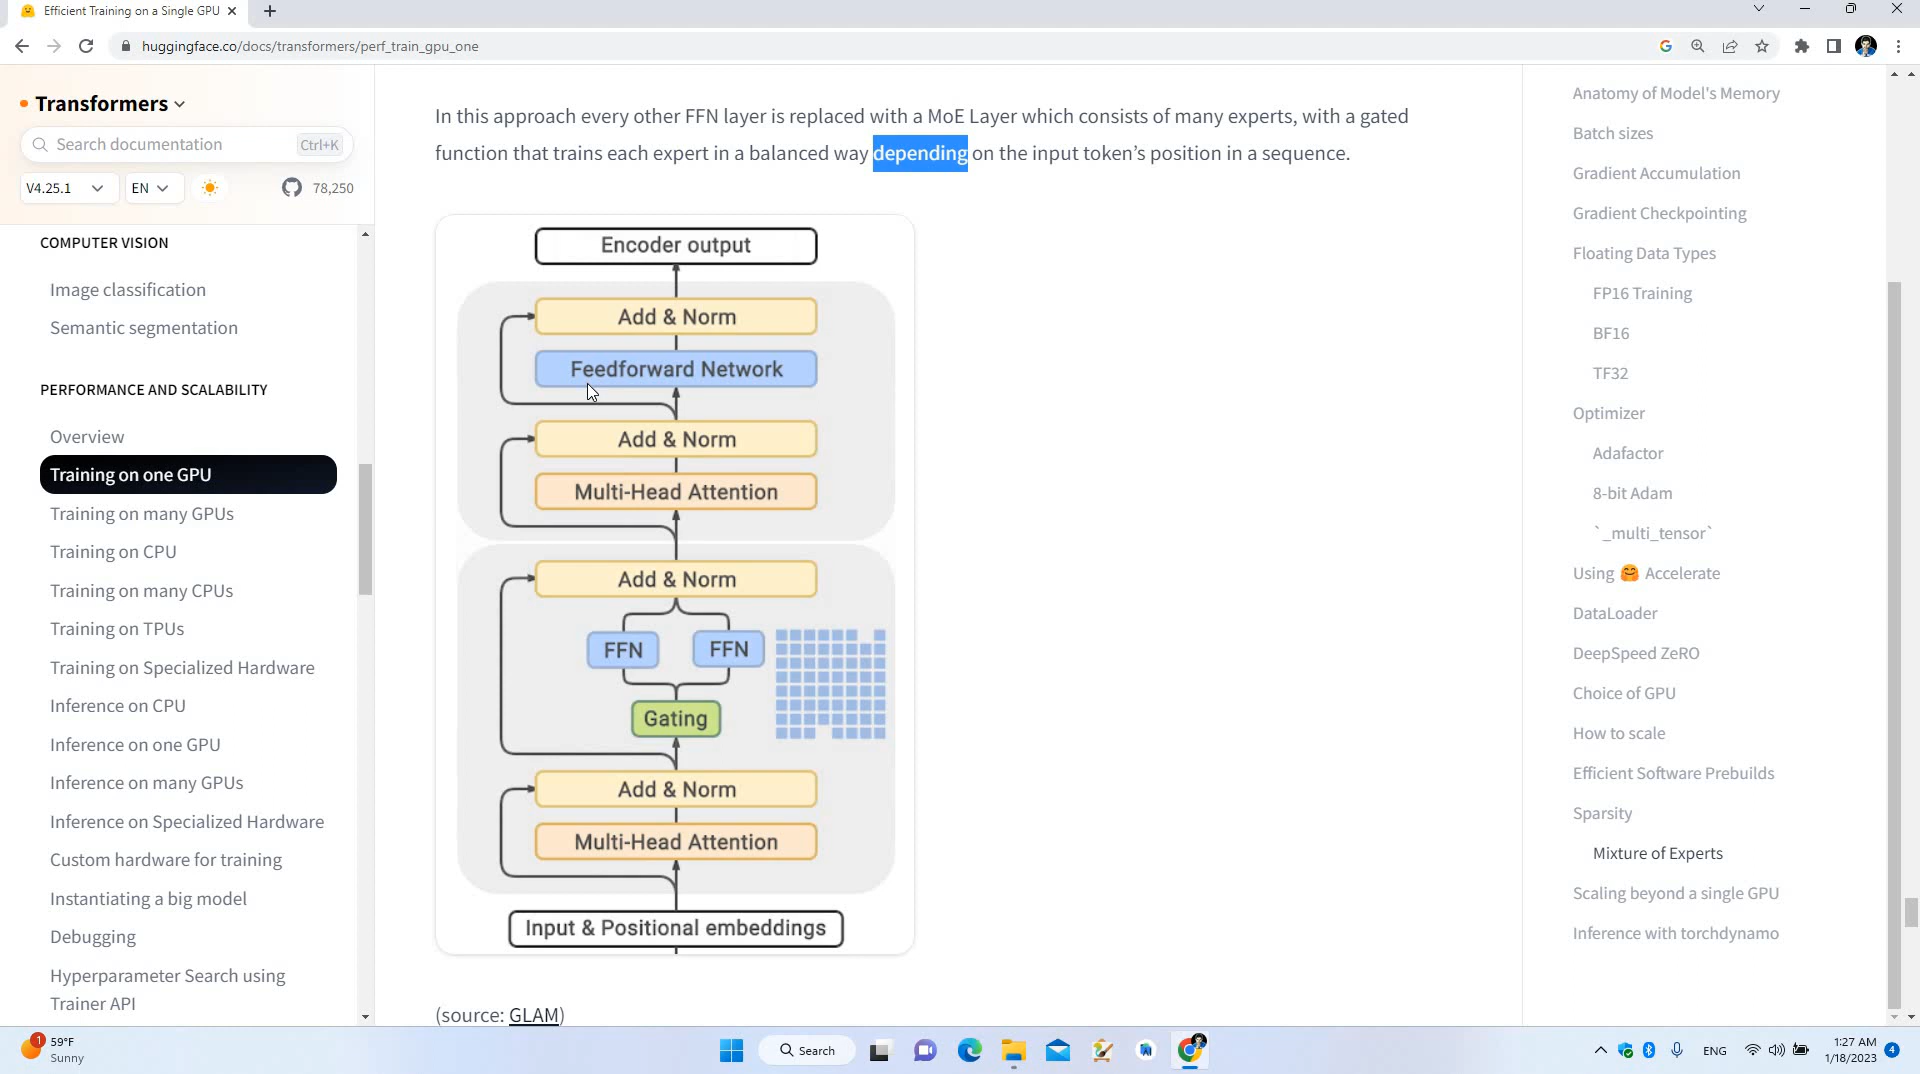 Efficient Training on a Single GPU
huggingface.co/docs/transformers/perf_train_gpu_one
Transformers
Search documentation
Ctrl+K
V4.25.1
EN
78,250
COMPUTER VISION
Image classification
Semantic segmentation
PERFORMANCE AND SCALABILITY
Overview
Training on one GPU
Training on many GPUs
Training on CPU
Training on many CPUs
Training on TPUs
Training on Specialized Hardware
Inference on CPU
Inference on one GPU
Inference on many GPUs
Inference on Specialized Hardware
Custom hardware for training
Instantiating a big model
Debugging
Hyperparameter Search using
Trainer API
In this approach every other FFN layer is replaced with a MoE Layer which consists of many experts, with a gated
function that trains each expert in a balanced way depending on the input token’s position in a sequence.
Encoder output
Add & Norm
Feedforward Network
Add & Norm
Multi-Head Attention
Add & Norm
FFN
FFN
Gating
Add & Norm
Multi-Head Attention
Input & Positional embeddings
(source: GLAM)
Anatomy of Model's Memory
Batch sizes
Gradient Accumulation
Gradient Checkpointing
Floating Data Types
FP16 Training
BF16
TF32
Optimizer
Adafactor
8-bit Adam
`_multi_tensor`
Using 🤗 Accelerate
DataLoader
DeepSpeed ZeRO
Choice of GPU
How to scale
Efficient Software Prebuilds
Sparsity
Mixture of Experts
Scaling beyond a single GPU
Inference with torchdynamo
1
59°F
Sunny
Search
ENG
1:27 AM
1/18/2023
4